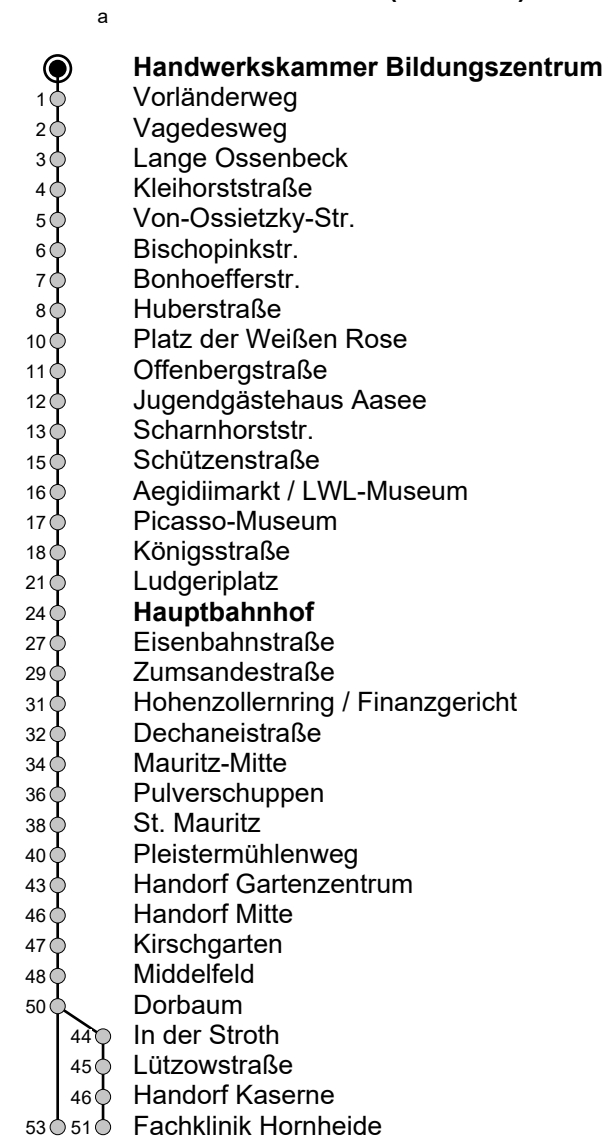 a
Handwerkskammer Bildungszentrum
1 Vorländerweg
2 Vagedesweg
3 Lange Ossenbeck
4 Kleihorststraße
5 Von-Ossietzky-Str.
6 Bischopinkstr.
7 Bonhoefferstr.
8 Huberstraße
10 Platz der Weißen Rose
11 Offenbergstraße
12 Jugendgästehaus Aasee
13 Scharnhorststr.
15 Schützenstraße
16 Aegidiimarkt / LWL-Museum
17 Picasso-Museum
18 Königsstraße
21 Ludgeriplatz
24 Hauptbahnhof
27 Eisenbahnstraße
29 Zumsandestraße
31 Hohenzollernring / Finanzgericht
32 Dechaneistraße
34 Mauritz-Mitte
36 Pulverschuppen
38 St. Mauritz
40 Pleistermühlenweg
43 Handorf Gartenzentrum
46 Handorf Mitte
47 Kirschgarten
48 Middelfeld
50 Dorbaum
44 In der Stroth
45 Lützowstraße
46 Handorf Kaserne
53 51 Fachklinik Hornheide